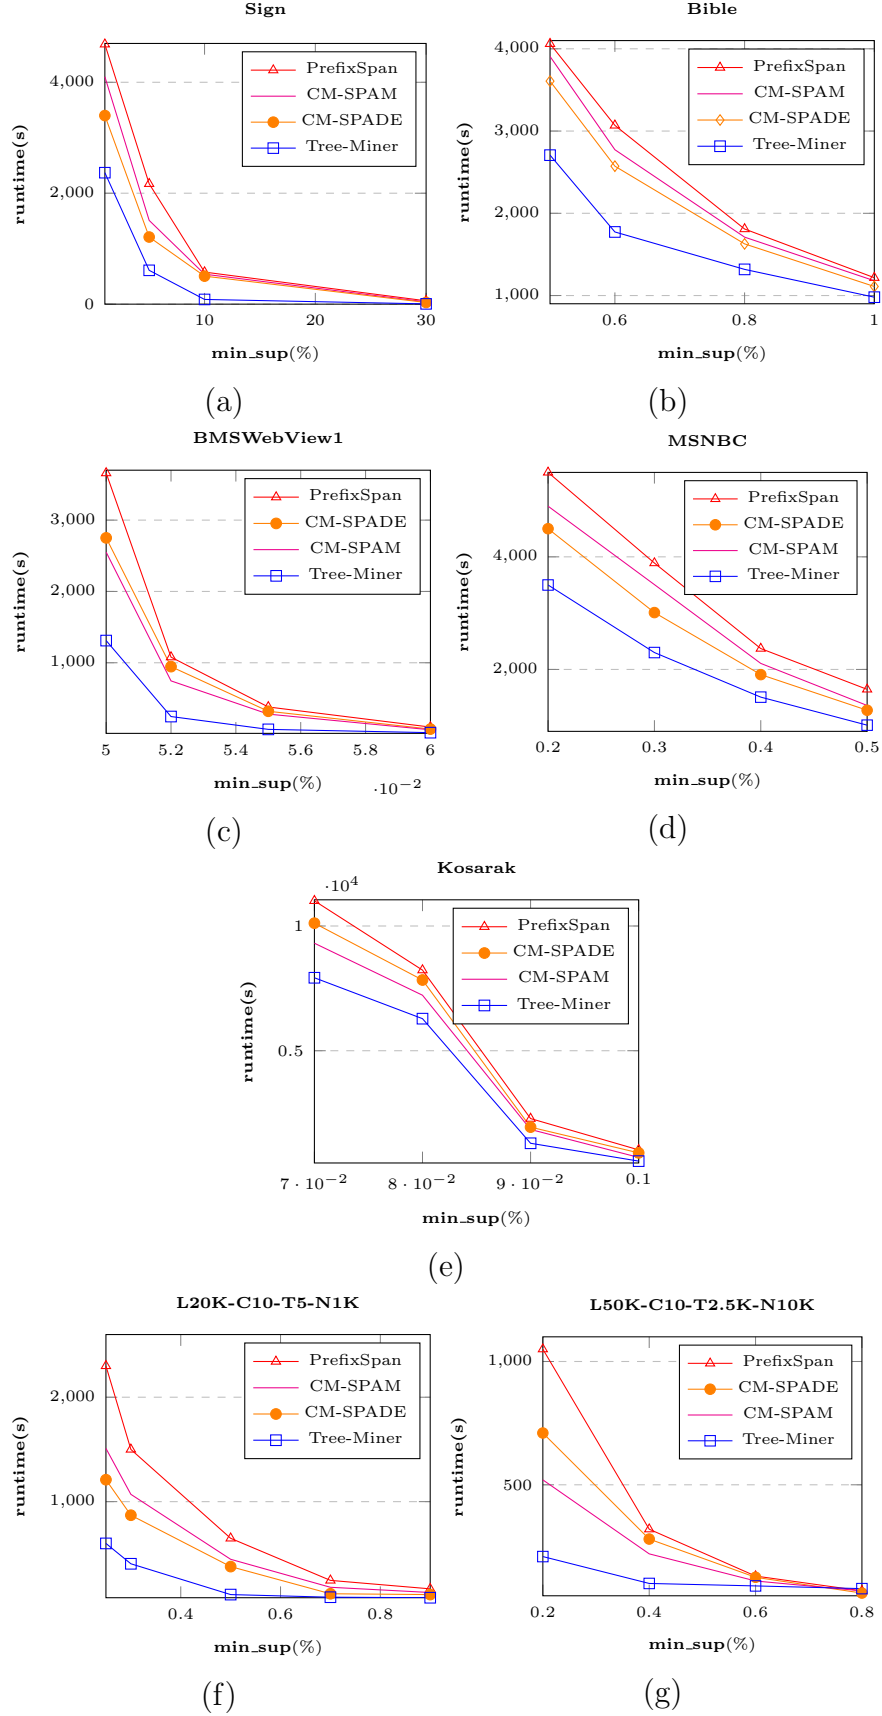 Sign
4,000
2,000
0
10
20
30
runtime(s)
min_sup(%)
PrefixSpan
CM-SPAM
CM-SPADE
Tree-Miner
(a)
Bible
4,000
3,000
2,000
1,000
0.6
0.8
1
runtime(s)
min_sup(%)
PrefixSpan
CM-SPAM
CM-SPADE
Tree-Miner
(b)
BMSWebView1
3,000
2,000
1,000
5
5.2
5.4
5.6
5.8
6
·10−2
runtime(s)
min_sup(%)
PrefixSpan
CM-SPADE
CM-SPAM
Tree-Miner
(c)
MSNBC
4,000
2,000
0.2
0.3
0.4
0.5
runtime(s)
min_sup(%)
PrefixSpan
CM-SPADE
CM-SPAM
Tree-Miner
(d)
Kosarak
·10⁴
1
0.5
7 · 10−2
8 · 10−2
9 · 10−2
0.1
runtime(s)
min_sup(%)
PrefixSpan
CM-SPADE
CM-SPAM
Tree-Miner
(e)
L20K-C10-T5-N1K
2,000
1,000
0.4
0.6
0.8
runtime(s)
min_sup(%)
PrefixSpan
CM-SPAM
CM-SPADE
Tree-Miner
(f)
L50K-C10-T2.5K-N10K
1,000
500
0.2
0.4
0.6
0.8
runtime(s)
min_sup(%)
PrefixSpan
CM-SPADE
CM-SPAM
Tree-Miner
(g)